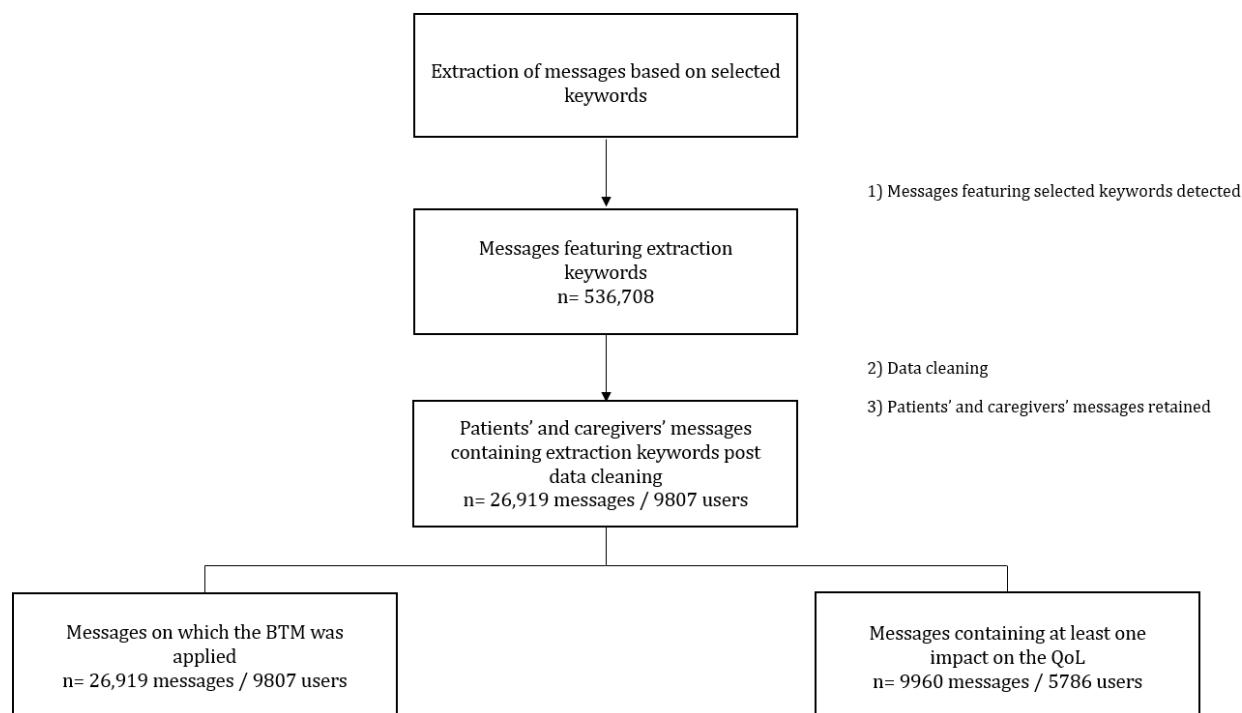 Extraction of messages based on selected
keywords
1) Messages featuring selected keywords detected
Messages featuring extraction
keywords
n= 536,708
2) Data cleaning
3) Patients’ and caregivers’ messages retained
Patients’ and caregivers’ messages
containing extraction keywords post
data cleaning
n= 26,919 messages / 9807 users
Messages on which the BTM was
applied
n= 26,919 messages / 9807 users
Messages containing at least one
impact on the QoL
n= 9960 messages / 5786 users